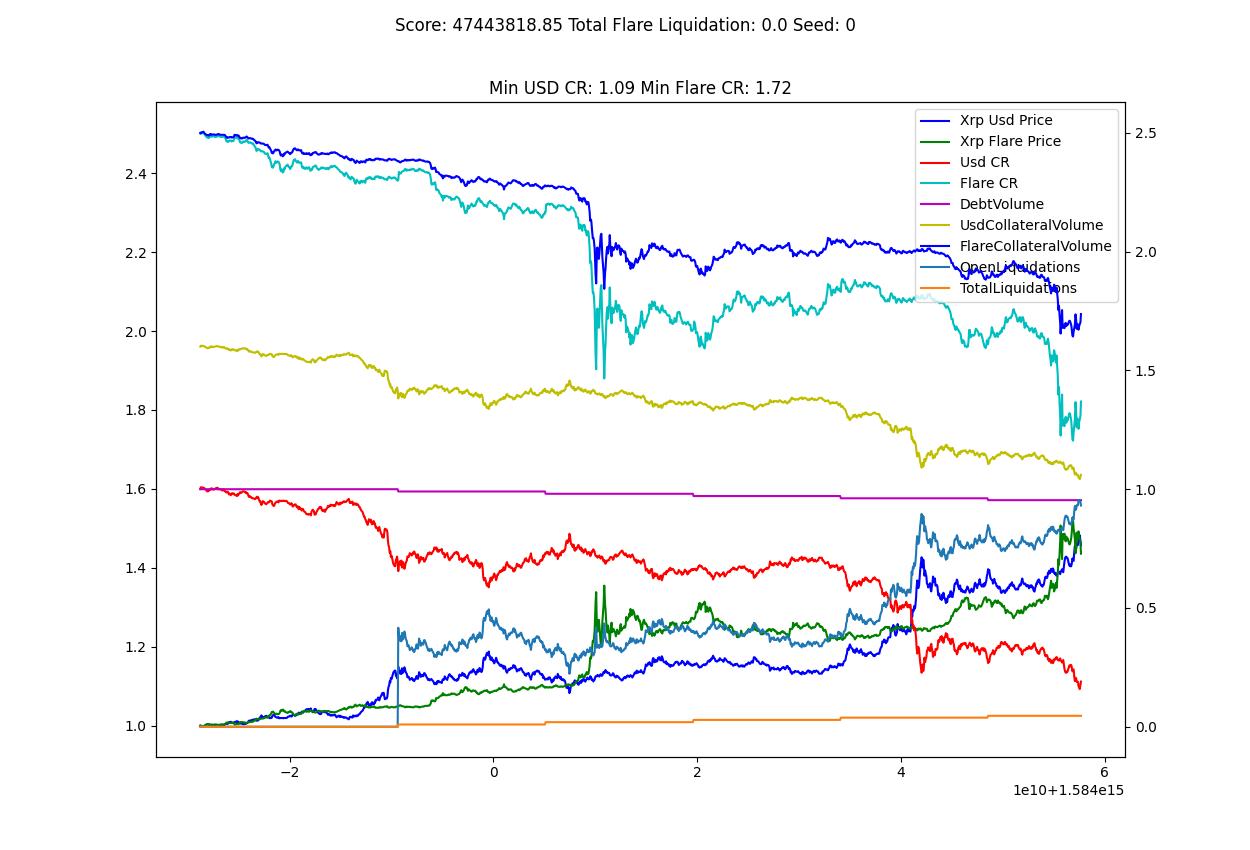 Score: 47443818.85 Total Flare Liquidation: 0.0 Seed: 0
Min USD CR: 1.09 Min Flare CR: 1.72
Xrp Usd Price
Xrp Flare Price
Usd CR
Flare CR
DebtVolume
UsdCollateralVolume
FlareCollateralVolume
OpenLiquidations
TotalLiquidations
2.4
2.2
2.0
1.8
1.6
1.4
1.2
1.0
2.5
2.0
1.5
1.0
0.5
0.0
−2
0
2
4
6
1e10+1.584e15